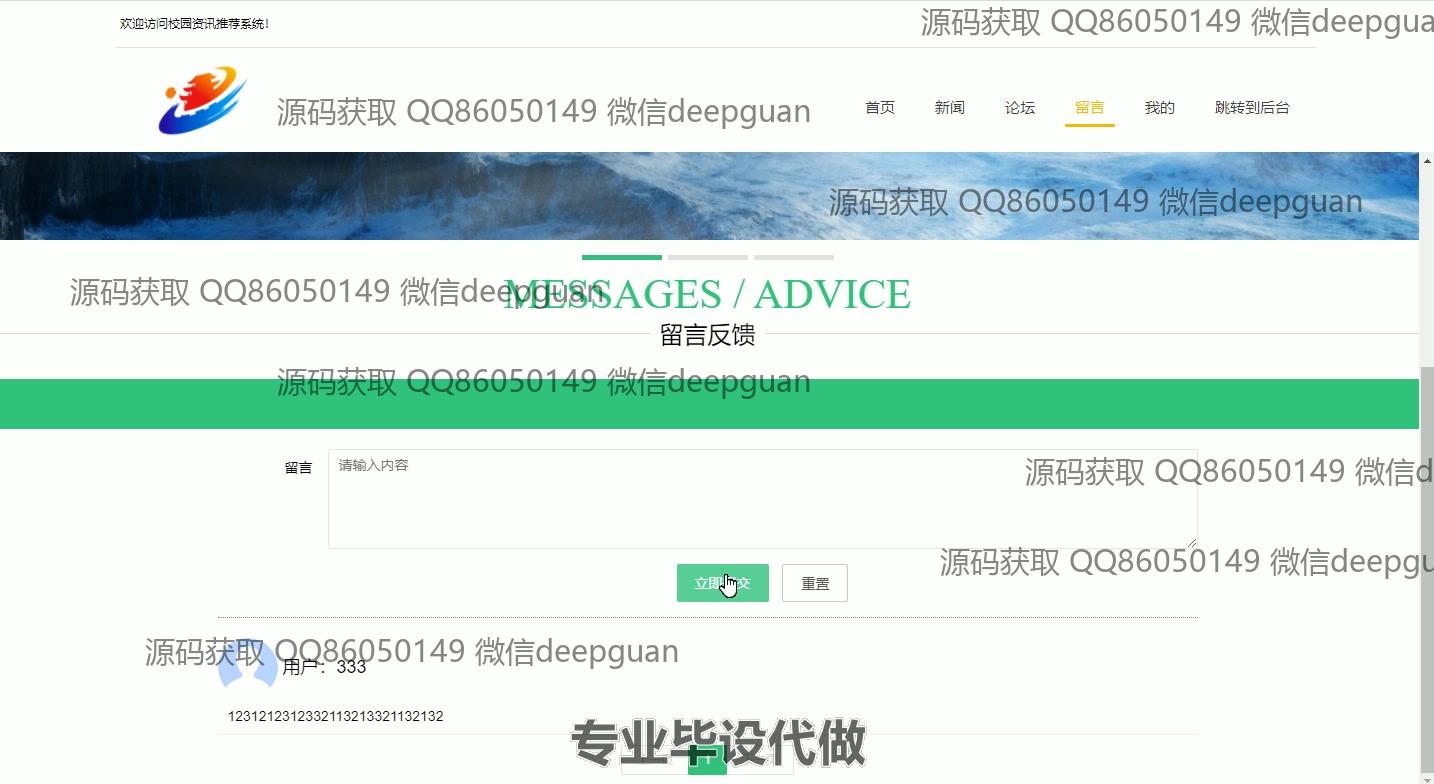 欢迎访问校园资讯推荐系统!
源码获取 QQ86050149 微信deepgua
源码获取 QQ86050149 微信deepguan
首页 新闻 论坛 留言 我的 跳转到后台
源码获取 QQ86050149 微信deepguan
源码获取 QQ86050149 微信deepguan
MESSAGES / ADVICE
留言反馈
源码获取 QQ86050149 微信deepguan
留言
请输入内容
源码获取 QQ86050149 微信d
源码获取 QQ86050149 微信deepgu
立即提交 重置
源码获取 QQ86050149 微信deepguan
用户：333
1231212312332113213321132132
专业毕设代做
1